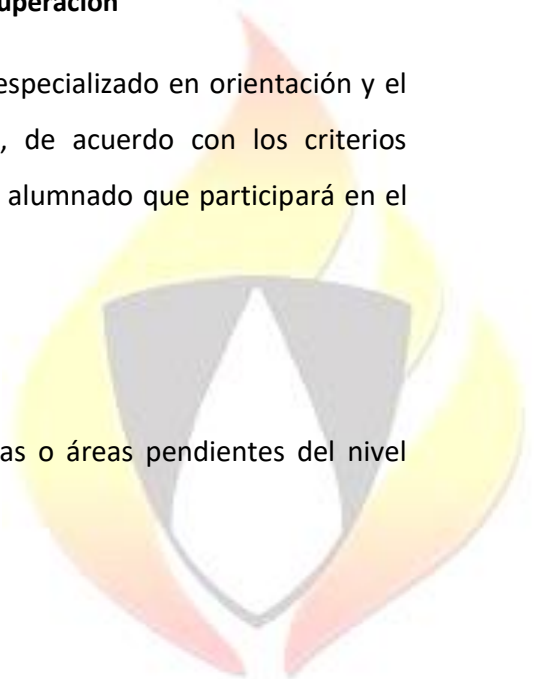 uperación
especializado en orientación y el
, de acuerdo con los criterios
alumnado que participará en el
as o áreas pendientes del nivel